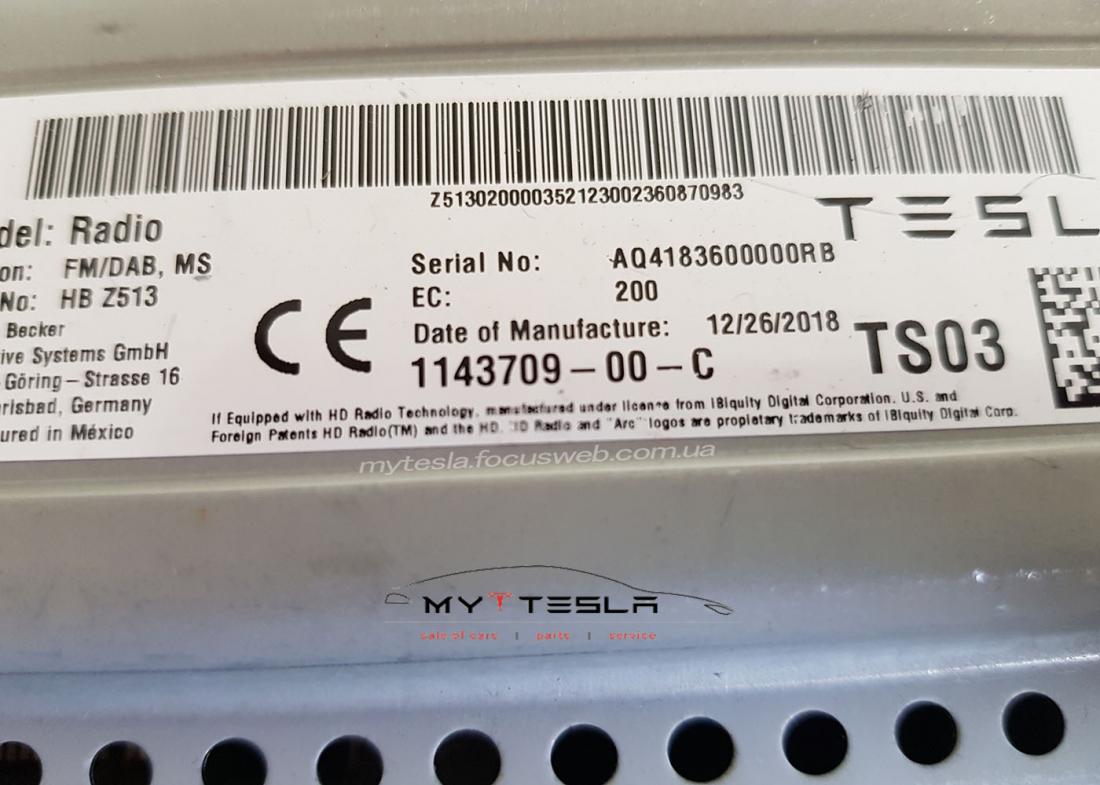 Z5130200003521230023608709​83
TESL
del: Radio
on: FM/DAB, MS
No: HB Z513
Becker
ive Systems GmbH
Göring - Strasse 16
rlsbad, Germany
ured in México
CE
Serial No: AQ4183600000RB
EC: 200
Date of Manufacture: 12/26/2018
1143709-00-C
TS03
If Equipped with HD Radio Technology, manufactured under license from IBiquity Digital Corporation. U.S. and
Foreign Patents HD Radio(TM) and the HD, HD Radio and "Arc" logos are propietary trademarks of IBiquity Digital Corp.
mytesla.focusweb.com.ua
MY TESLA
sale of cars | parts | service